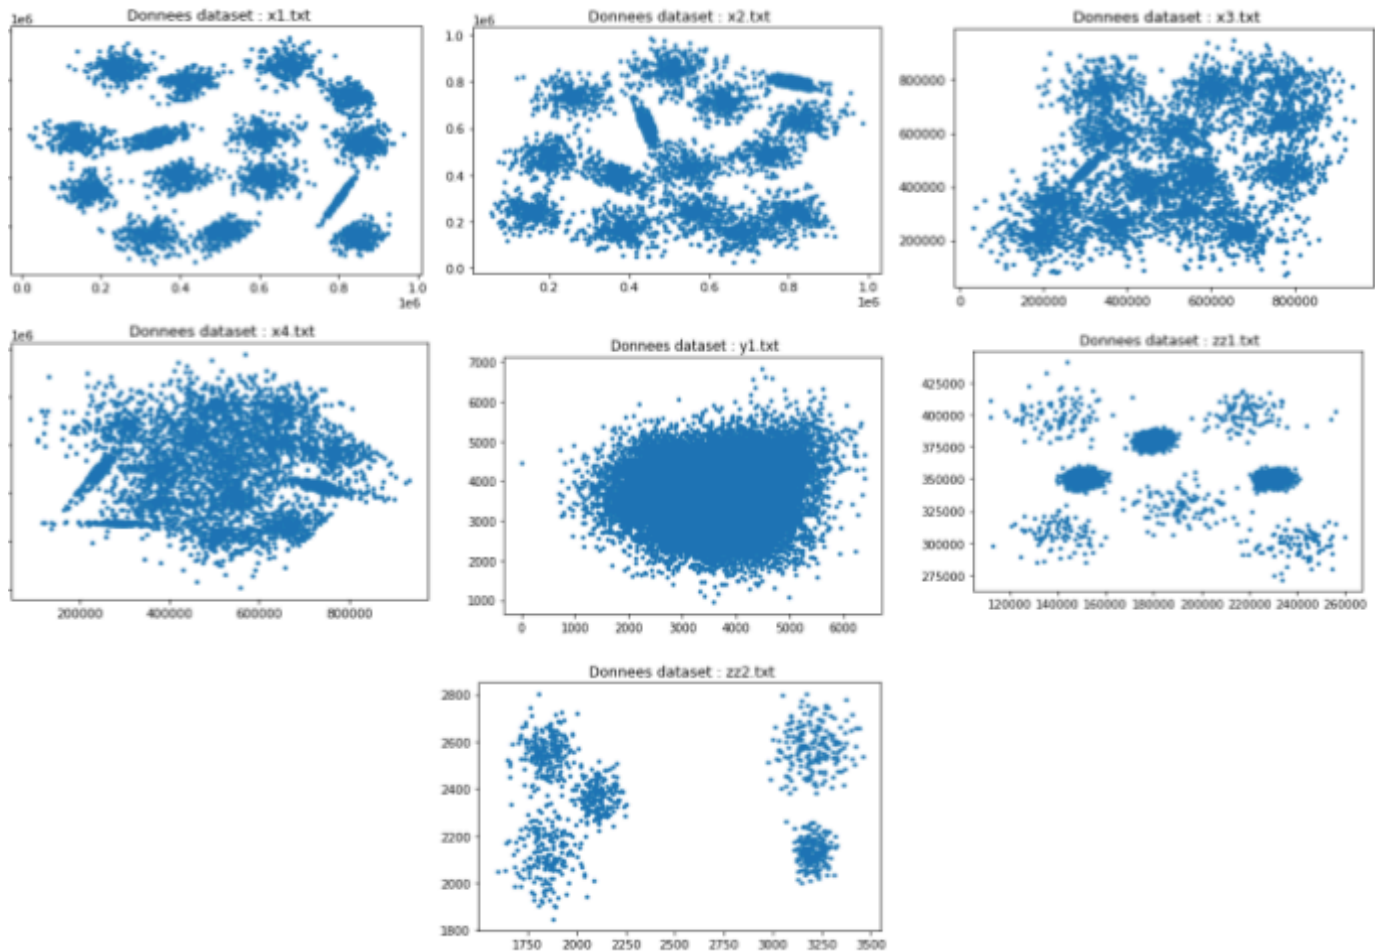 Donnees dataset : x1.txt
1e6
0.0 0.2 0.4 0.6 0.8 1.0
1e6
Donnees dataset : x2.txt
1e6
1.0
0.8
0.6
0.4
0.2
0.0
0.2 0.4 0.6 0.8 1.0
1e6
Donnees dataset : x3.txt
800000
600000
400000
200000
0 200000 400000 600000 800000
Donnees dataset : x4.txt
1e6
200000 400000 600000 800000
Donnees dataset : y1.txt
7000
6000
5000
4000
3000
2000
1000
0 1000 2000 3000 4000 5000 6000
Donnees dataset : zz1.txt
425000
400000
375000
350000
325000
300000
275000
120000 140000 160000 180000 200000 220000 240000 260000
Donnees dataset : zz2.txt
2800
2600
2400
2200
2000
1800
1750 2000 2250 2500 2750 3000 3250 3500